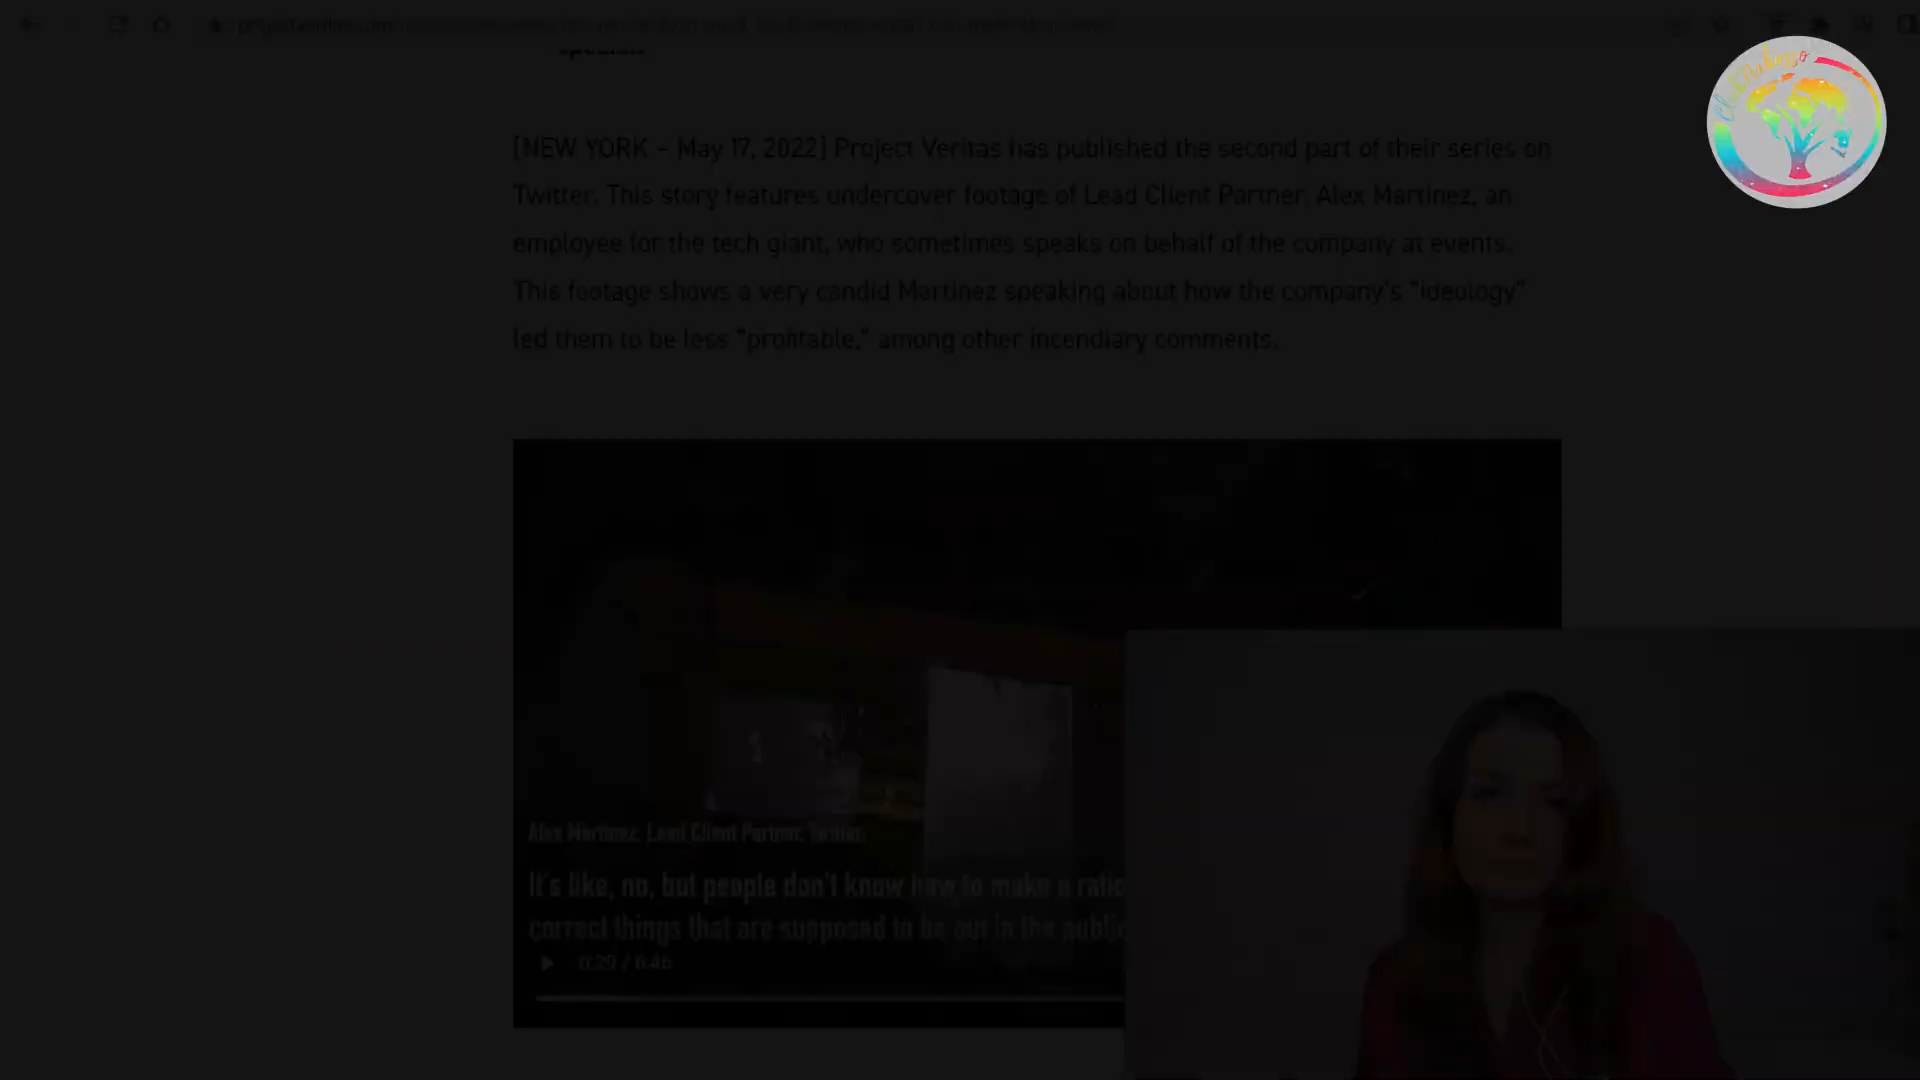 [NEW YORK – May 17, 2022] Project Veritas has published the second part of their series on
Twitter. This story features undercover footage of Lead Client Partner, Alex Martinez, an
employee for the tech giant, who sometimes speaks on behalf of the company at events.
This footage shows a very candid Martinez speaking about how the company's "ideology"
led them to be less "profitable," among other incendiary comments.
Alex Martinez, Lead Client Partner, Twitter
It's like, no, but people don't know how to make a ratio
correct things that are supposed to be out in the public
0:20 / 6:46